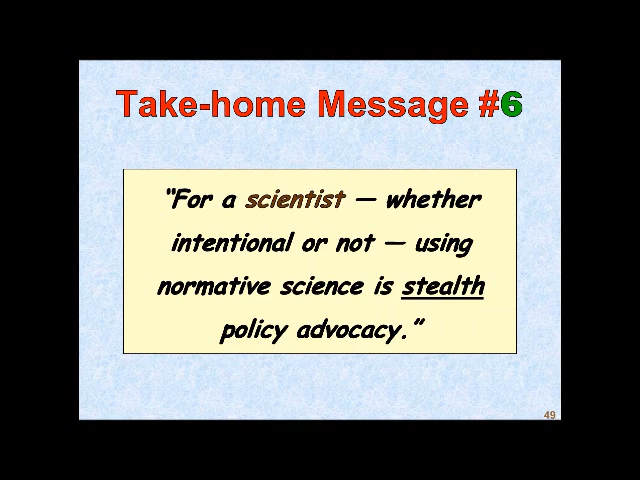 Take-home Message #6
“For a scientist — whether
intentional or not — using
normative science is stealth
policy advocacy.”
49